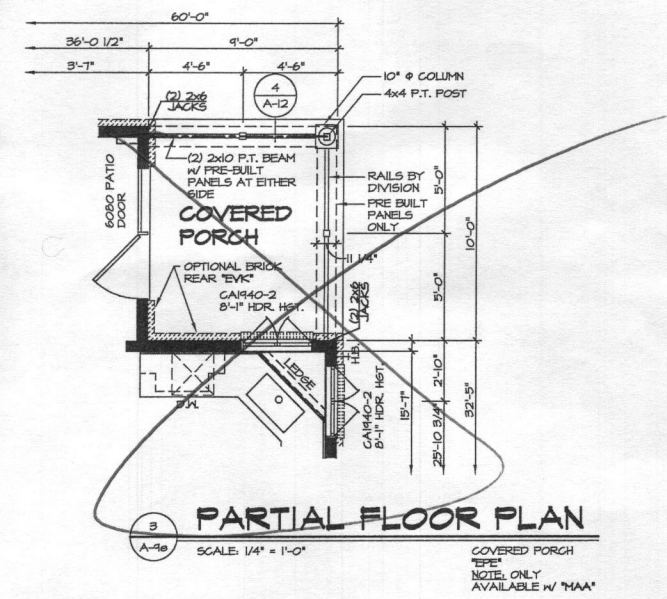 60'-0"
36'-0 1/2"
9'-0"
3'-7"
4'-6"
4'-6"
4
A-12
10" Φ COLUMN
4x4 P.T. POST
(2) 2x6
JACKS
(2) 2x10 P.T. BEAM
W/ PRE-BUILT
PANELS AT EITHER
SIDE
RAILS BY
DIVISION
PRE BUILT
PANELS
ONLY
5'-0"
10'-0"
6080 PATIO
DOOR
COVERED
PORCH
11 1/4"
OPTIONAL BRICK
REAR "EVK"
CA1940-2
8'-1" HDR. HGT.
(2) 2x6
JACKS
5'-0"
H.B.
LEDGE
D.W.
CA1940-2
8'-1" HDR. HGT.
15'-7"
2'-10"
25'-10 3/4"
32'-5"
3
A-9e
PARTIAL FLOOR PLAN
SCALE: 1/4" = 1'-0"
COVERED PORCH
"EPE"
NOTE: ONLY
AVAILABLE W/ "MAA"